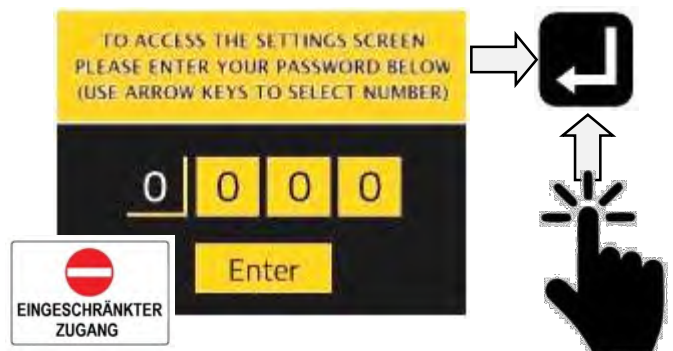 TO ACCESS THE SETTINGS SCREEN
PLEASE ENTER YOUR PASSWORD BELOW
(USE ARROW KEYS TO SELECT NUMBER)
0 0 0 0
Enter
EINGESCHRÄNKTER
ZUGANG